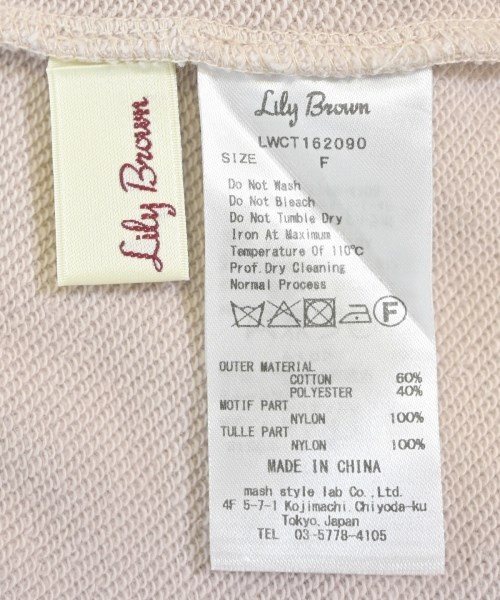 Lily Brown
Lily Brown
LWCT162090
SIZE F
Do Not Wash
Do Not Bleach
Do Not Tumble Dry
Iron At Maximum
Temperature Of 110℃
Prof.Dry Cleaning
Normal Process
F
OUTER MATERIAL
COTTON 60%
POLYESTER 40%
MOTIF PART
NYLON 100%
TULLE PART
NYLON 100%
MADE IN CHINA
mash style lab Co.,Ltd.
4F 5-7-1 Kojimachi,Chiyoda-ku
Tokyo,Japan
TEL 03-5778-4105